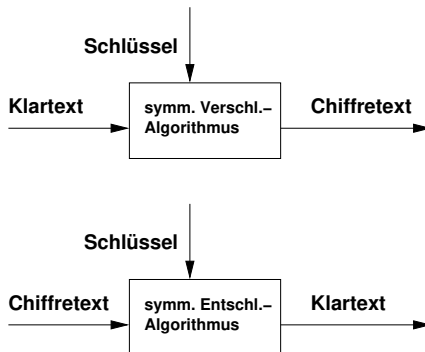 Schlüssel
Klartext
symm. Verschl.–
Algorithmus
Chiffretext
Schlüssel
Chiffretext
symm. Entschl.–
Algorithmus
Klartext